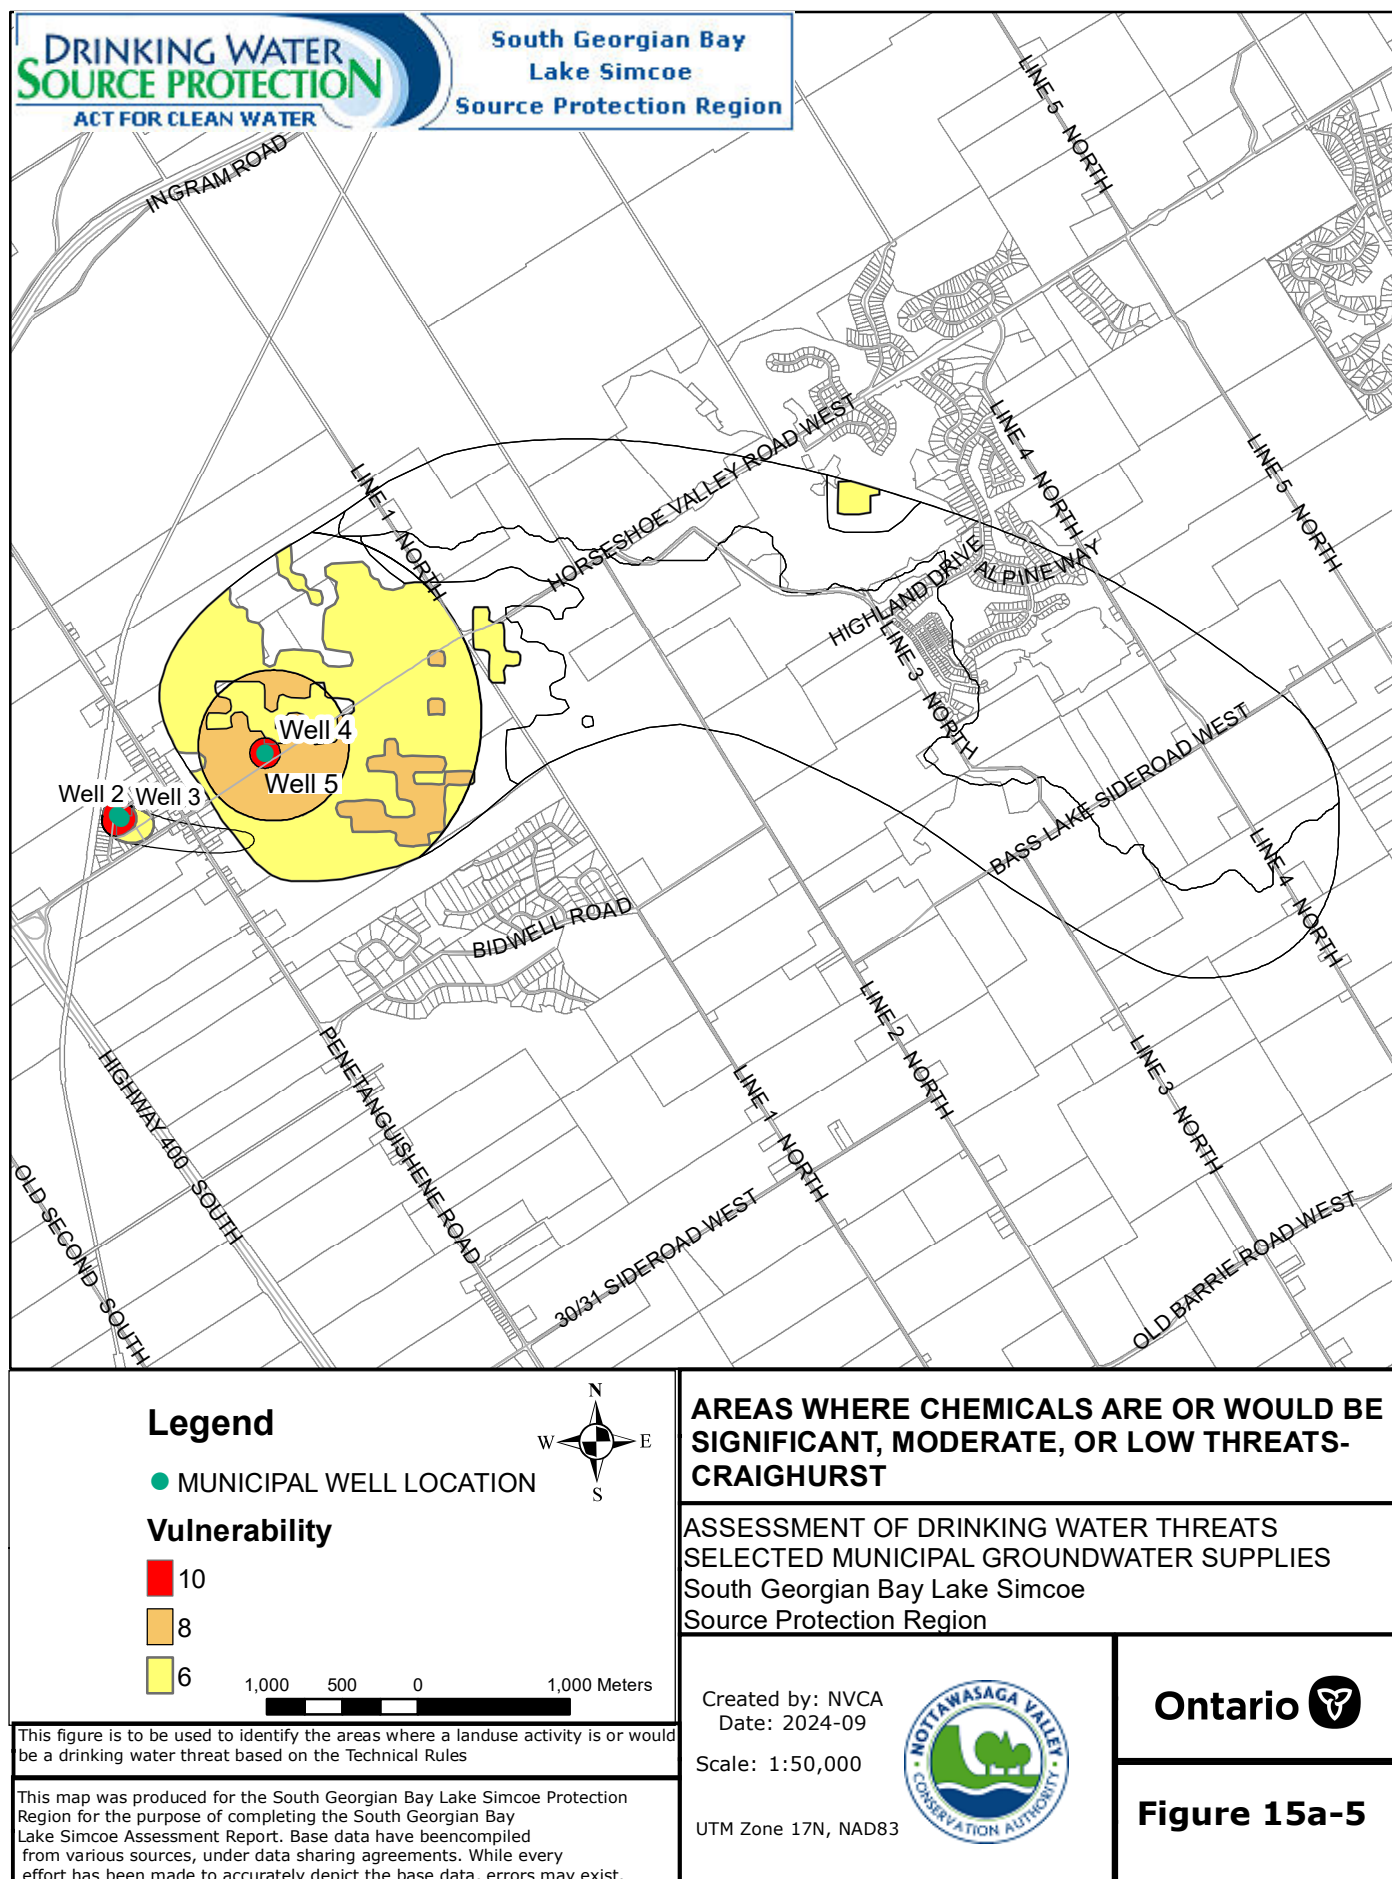 DRINKING WATER
SOURCE PROTECTION
ACT FOR CLEAN WATER
South Georgian Bay
Lake Simcoe
Source Protection Region
INGRAM ROAD
LINE 5 NORTH
LINE 1 NORTH
HORSESHOE VALLEY ROAD WEST
LINE 4 NORTH
LINE 5 NORTH
HIGHLAND DRIVE
ALPINE WAY
LINE 3 NORTH
Well 4
Well 5
Well 2
Well 3
BASS LAKE SIDEROAD WEST
LINE 4 NORTH
BIDWELL ROAD
LINE 2 NORTH
LINE 3 NORTH
LINE 1 NORTH
PENETANGUISHENE ROAD
HIGHWAY 400 SOUTH
OLD SECOND SOUTH
30/31 SIDEROAD WEST
OLD BARRIE ROAD WEST
Legend
N
W E
S
MUNICIPAL WELL LOCATION
Vulnerability
10
8
6
1,000 500 0 1,000 Meters
This figure is to be used to identify the areas where a landuse activity is or would
be a drinking water threat based on the Technical Rules
This map was produced for the South Georgian Bay Lake Simcoe Protection
Region for the purpose of completing the South Georgian Bay
Lake Simcoe Assessment Report. Base data have beencompiled
from various sources, under data sharing agreements. While every
effort has been made to accurately depict the base data, errors may exist.
AREAS WHERE CHEMICALS ARE OR WOULD BE
SIGNIFICANT, MODERATE, OR LOW THREATS-
CRAIGHURST
ASSESSMENT OF DRINKING WATER THREATS
SELECTED MUNICIPAL GROUNDWATER SUPPLIES
South Georgian Bay Lake Simcoe
Source Protection Region
Created by: NVCA
Date: 2024-09
Scale: 1:50,000
UTM Zone 17N, NAD83
NOTTAWASAGA VALLEY
CONSERVATION AUTHORITY
Ontario
Figure 15a-5